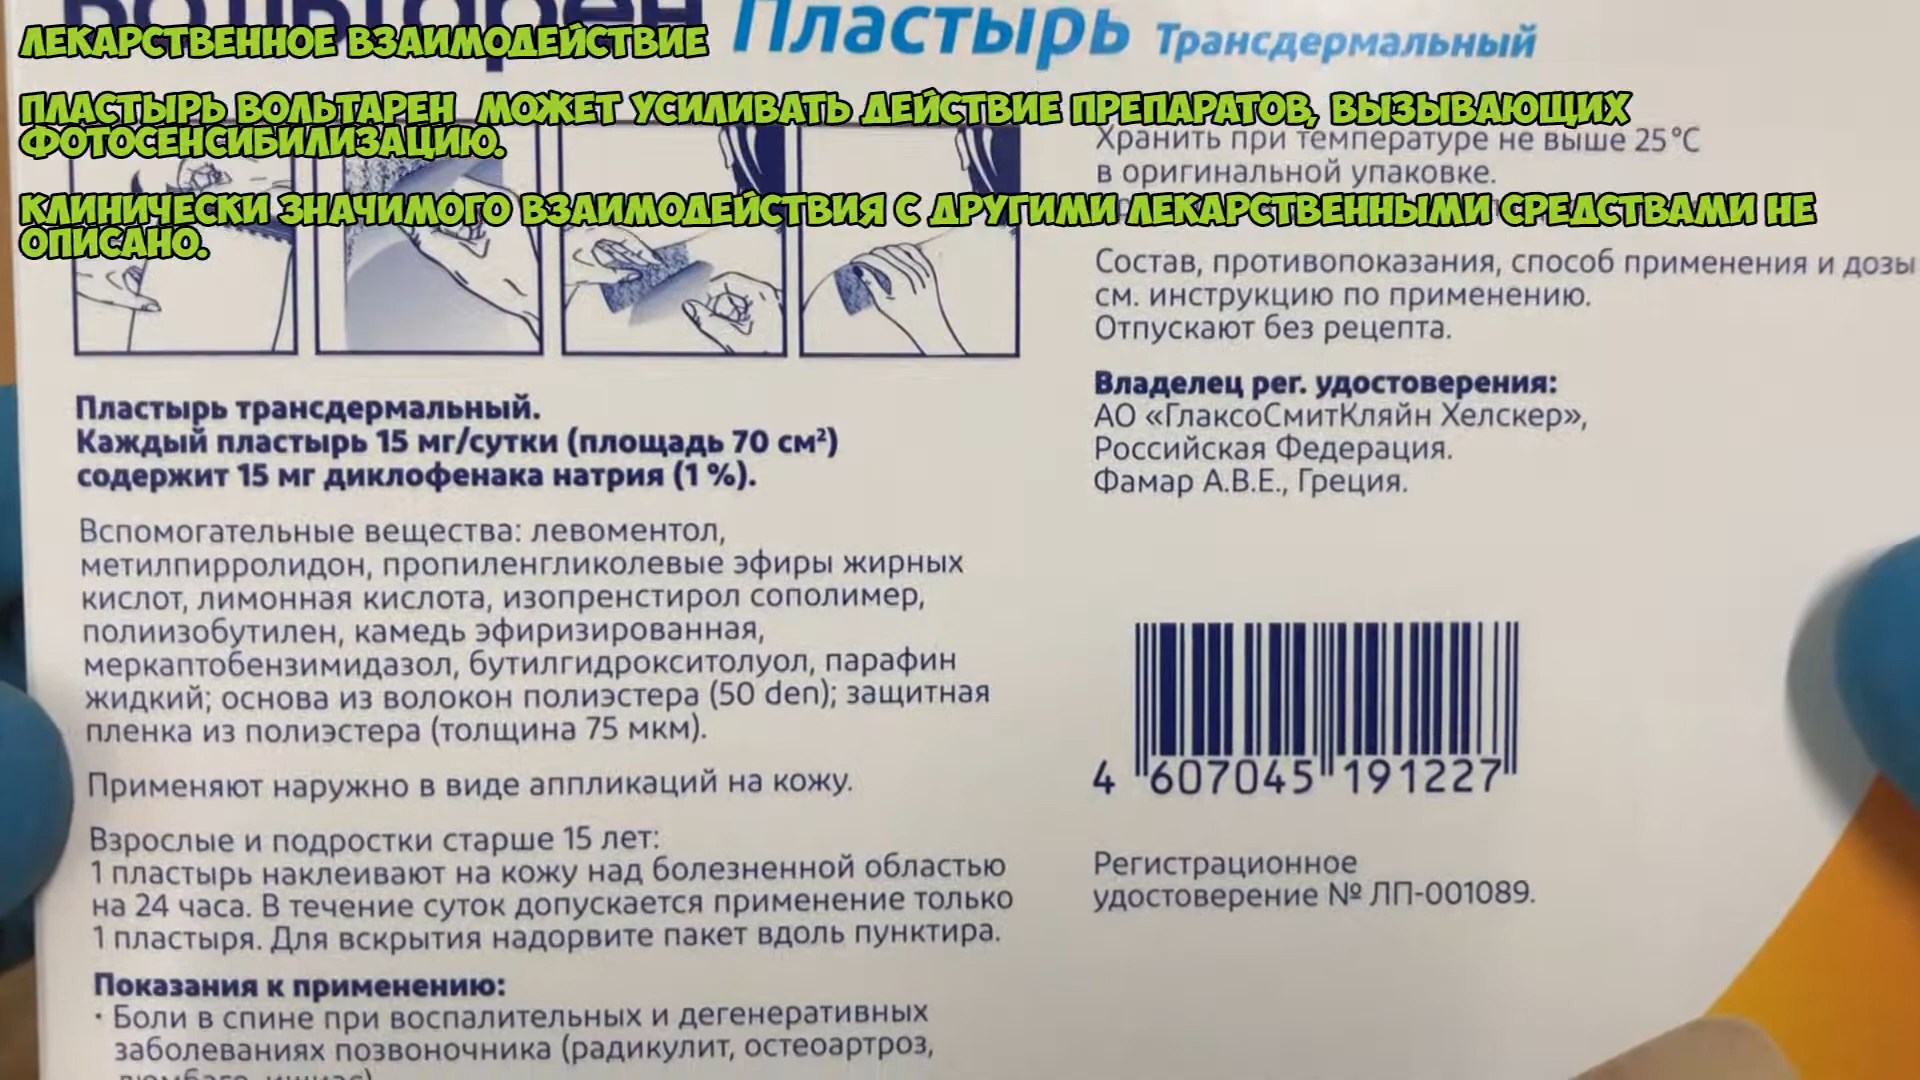 Вольтарен Пластырь Трансдермальный
ЛЕКАРСТВЕННОЕ ВЗАИМОДЕЙСТВИЕ
ПЛАСТЫРЬ ВОЛЬТАРЕН МОЖЕТ УСИЛИВАТЬ ДЕЙСТВИЕ ПРЕПАРАТОВ, ВЫЗЫВАЮЩИХ
ФОТОСЕНСИБИЛИЗАЦИЮ.
КЛИНИЧЕСКИ ЗНАЧИМОГО ВЗАИМОДЕЙСТВИЯ С ДРУГИМИ ЛЕКАРСТВЕННЫМИ СРЕДСТВАМИ НЕ
ОПИСАНО.
Пластырь трансдермальный.
Каждый пластырь 15 мг/сутки (площадь 70 см²)
содержит 15 мг диклофенака натрия (1 %).
Вспомогательные вещества: левоментол,
метилпирролидон, пропиленгликолевые эфиры жирных
кислот, лимонная кислота, изопренстирол сополимер,
полиизобутилен, камедь эфиризированная,
меркаптобензимидазол, бутилгидрокситолуол, парафин
жидкий; основа из волокон полиэстера (50 den); защитная
пленка из полиэстера (толщина 75 мкм).
Применяют наружно в виде аппликаций на кожу.
Взрослые и подростки старше 15 лет:
1 пластырь наклеивают на кожу над болезненной областью
на 24 часа. В течение суток допускается применение только
1 пластыря. Для вскрытия надорвите пакет вдоль пунктира.
Показания к применению:
· Боли в спине при воспалительных и дегенеративных
заболеваниях позвоночника (радикулит, остеоартроз,
люмбаго, ишиас)
Хранить при температуре не выше 25°C
в оригинальной упаковке.
Состав, противопоказания, способ применения и дозы
см. инструкцию по применению.
Отпускают без рецепта.
Владелец рег. удостоверения:
АО «ГлаксоСмитКляйн Хелскер»,
Российская Федерация.
Фамар А.В.Е., Греция.
4 607045 191227
Регистрационное
удостоверение № ЛП-001089.